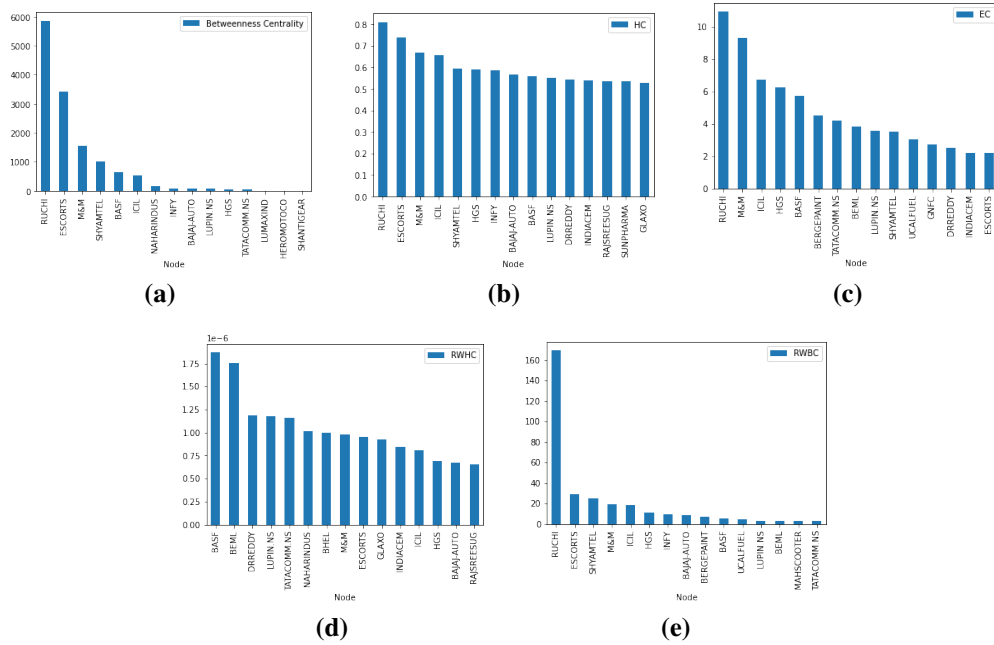 6000
5000
4000
3000
2000
1000
0
Betweenness Centrality
RUCHI
ESCORTS
M&M
SHYAMTEL
BASF
ICIL
NAHARINDUS
INFY
BAJAJ-AUTO
LUPIN.NS
HGS
TATACOMM.NS
LUMAXIND
HEROMOTOCO
SHANTIGEAR
Node
(a)
0.8
0.7
0.6
0.5
0.4
0.3
0.2
0.1
0.0
HC
RUCHI
ESCORTS
M&M
ICIL
SHYAMTEL
HGS
INFY
BAJAJ-AUTO
BASF
LUPIN.NS
DRREDDY
INDIACEM
RAJSREESUG
SUNPHARMA
GLAXO
Node
(b)
10
8
6
4
2
0
EC
RUCHI
M&M
ICIL
HGS
BASF
BERGEPAINT
TATACOMM.NS
BEML
LUPIN.NS
SHYAMTEL
UCALFUEL
GNFC
DRREDDY
INDIACEM
ESCORTS
Node
(c)
1e-6
1.75
1.50
1.25
1.00
0.75
0.50
0.25
0.00
RWHC
BASF
BEML
DRREDDY
LUPIN.NS
TATACOMM.NS
NAHARINDUS
BHEL
M&M
ESCORTS
GLAXO
INDIACEM
ICIL
HGS
BAJAJ-AUTO
RAJSREESUG
Node
(d)
160
140
120
100
80
60
40
20
0
RWBC
RUCHI
ESCORTS
SHYAMTEL
M&M
ICIL
HGS
INFY
BAJAJ-AUTO
BERGEPAINT
BASF
UCALFUEL
LUPIN.NS
BEML
MAHSCOOTER
TATACOMM.NS
Node
(e)